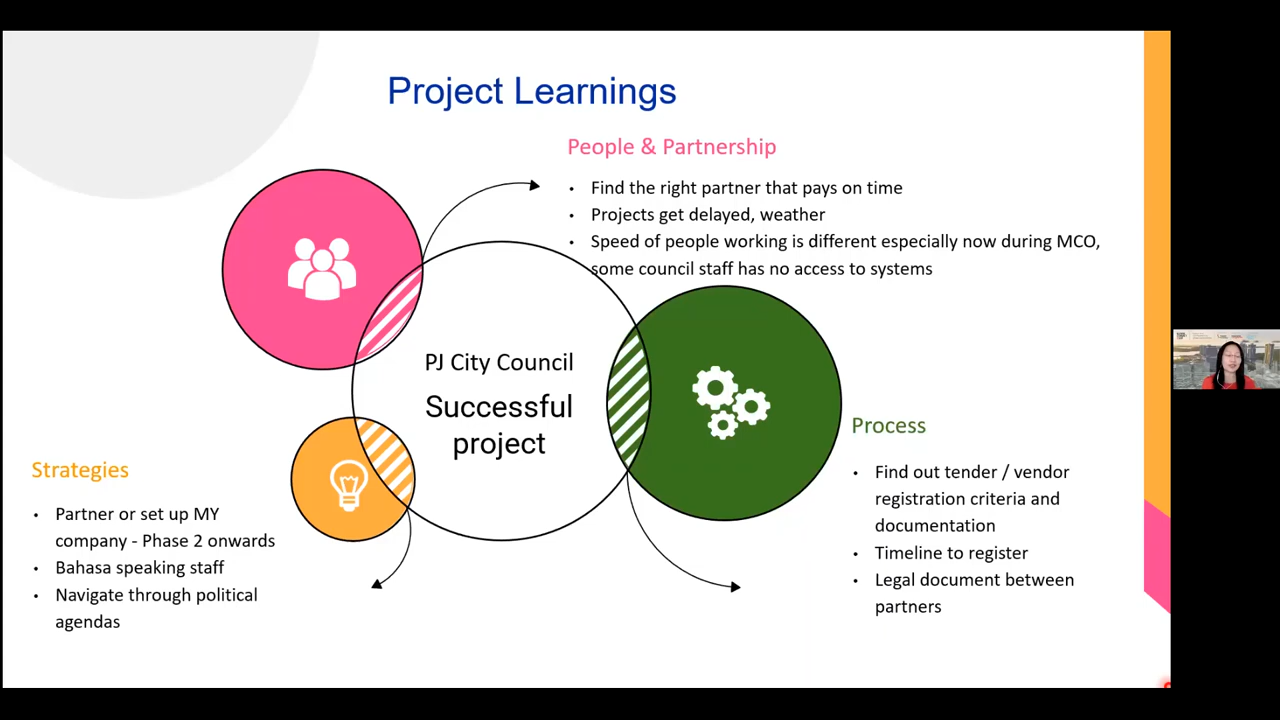 Project Learnings
People & Partnership
• Find the right partner that pays on time
• Projects get delayed, weather
• Speed of people working is different especially now during MCO,
some council staff has no access to systems
PJ City Council
Successful
project
Process
• Find out tender / vendor
registration criteria and
documentation
• Timeline to register
• Legal document between
partners
Strategies
• Partner or set up MY
company - Phase 2 onwards
• Bahasa speaking staff
• Navigate through political
agendas